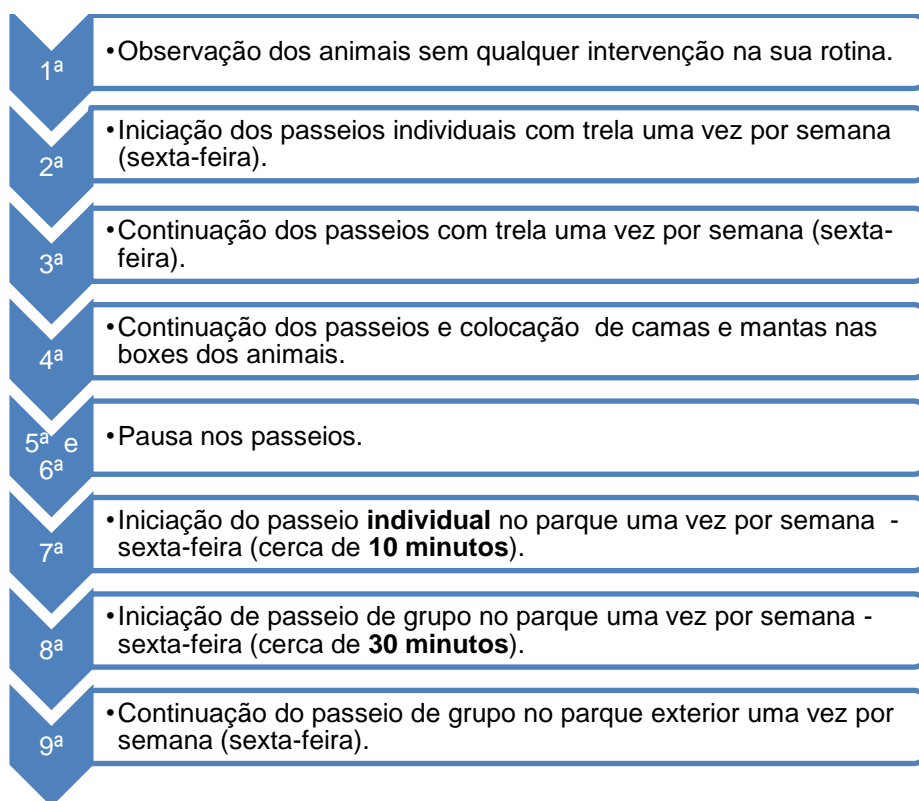 1ª
•Observação dos animais sem qualquer intervenção na sua rotina.
2ª
•Iniciação dos passeios individuais com trela uma vez por semana
(sexta-feira).
3ª
•Continuação dos passeios com trela uma vez por semana (sexta-
feira).
4ª
•Continuação dos passeios e colocação de camas e mantas nas
boxes dos animais.
5ª e
6ª
•Pausa nos passeios.
7ª
•Iniciação do passeio individual no parque uma vez por semana -
sexta-feira (cerca de 10 minutos).
8ª
•Iniciação de passeio de grupo no parque uma vez por semana -
sexta-feira (cerca de 30 minutos).
9ª
•Continuação do passeio de grupo no parque exterior uma vez por
semana (sexta-feira).